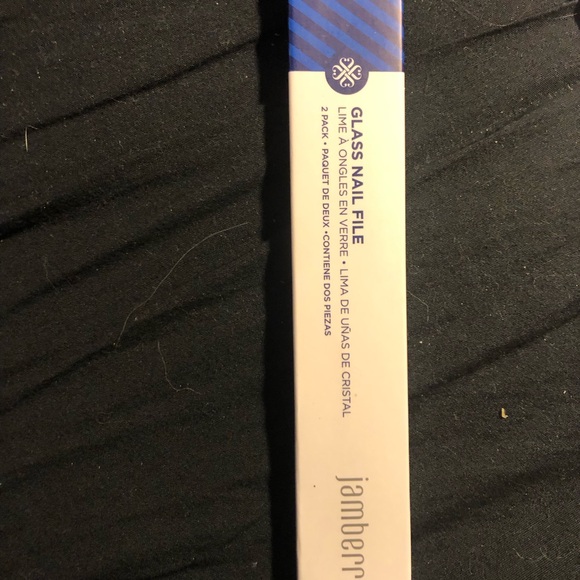 GLASS NAIL FILE
LIME À ONGLES EN VERRE • LIMA DE UÑAS DE CRISTAL
2 PACK • PAQUET DE DEUX •CONTIENE DOS PIEZAS
jamberr